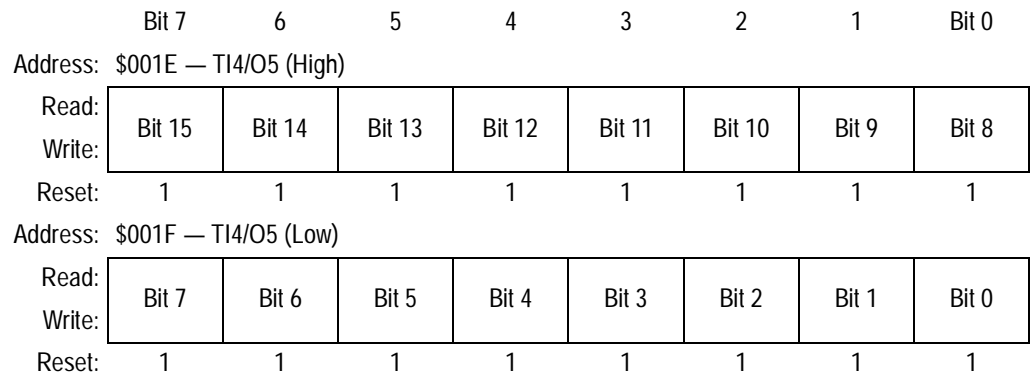 Bit 7 6 5 4 3 2 1 Bit 0
Address: $001E — TI4/O5 (High)
Read:
Bit 15 Bit 14 Bit 13 Bit 12 Bit 11 Bit 10 Bit 9 Bit 8
Write:
Reset: 1 1 1 1 1 1 1 1
Address: $001F — TI4/O5 (Low)
Read:
Bit 7 Bit 6 Bit 5 Bit 4 Bit 3 Bit 2 Bit 1 Bit 0
Write:
Reset: 1 1 1 1 1 1 1 1